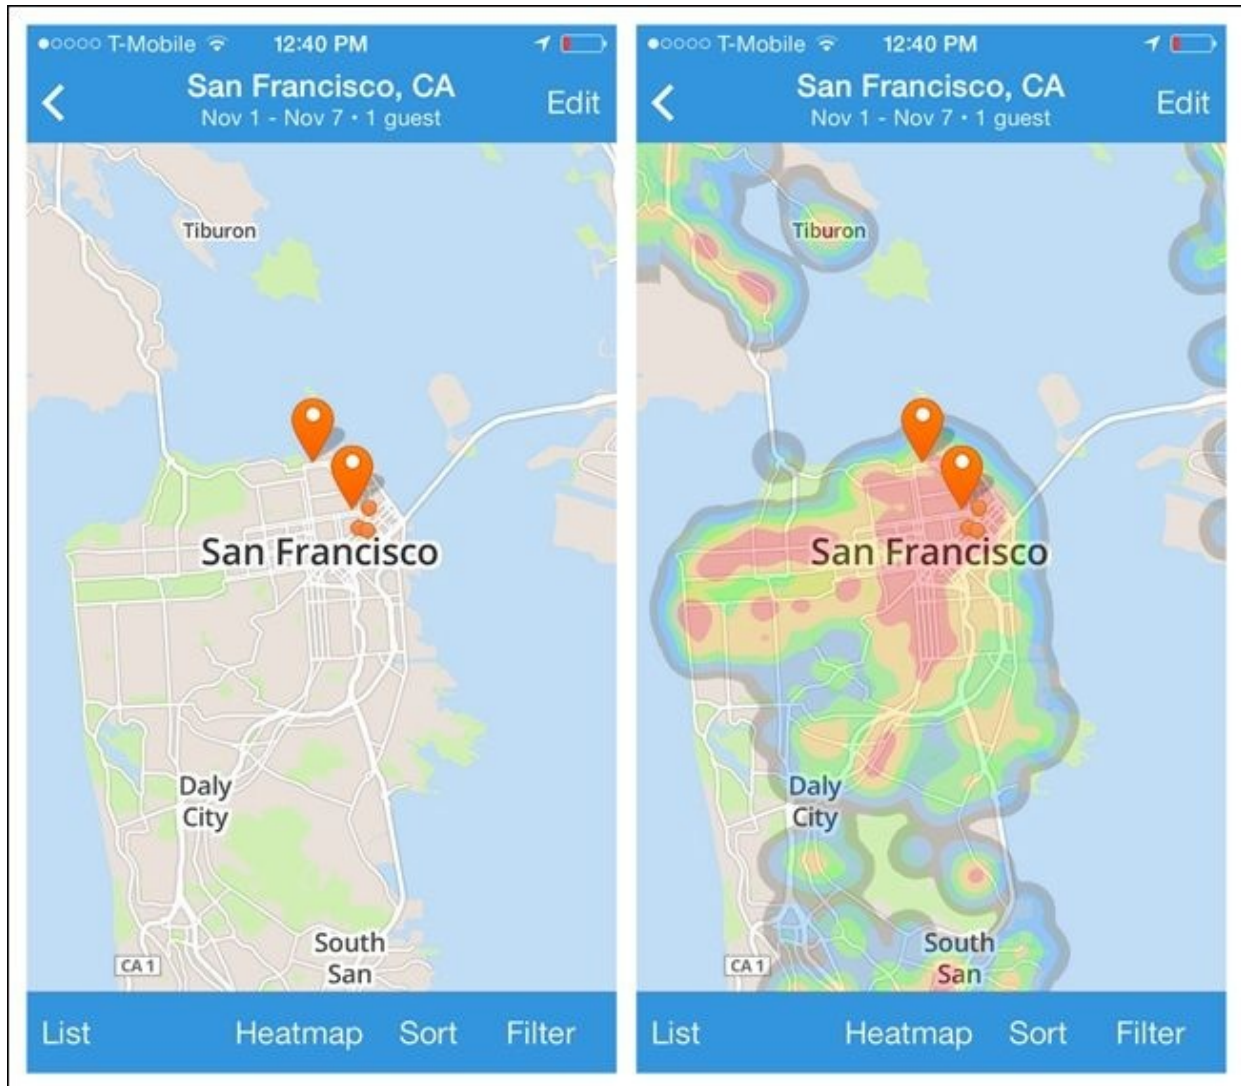 T-Mobile 12:40 PM
San Francisco, CA
Edit
Nov 1 - Nov 7 • 1 guest
Tiburon
San Francisco
Daly
City
South
San
CA 1
List Heatmap Sort Filter
T-Mobile 12:40 PM
San Francisco, CA
Edit
Nov 1 - Nov 7 • 1 guest
Tiburon
San Francisco
Daly
City
South
San
CA 1
List Heatmap Sort Filter